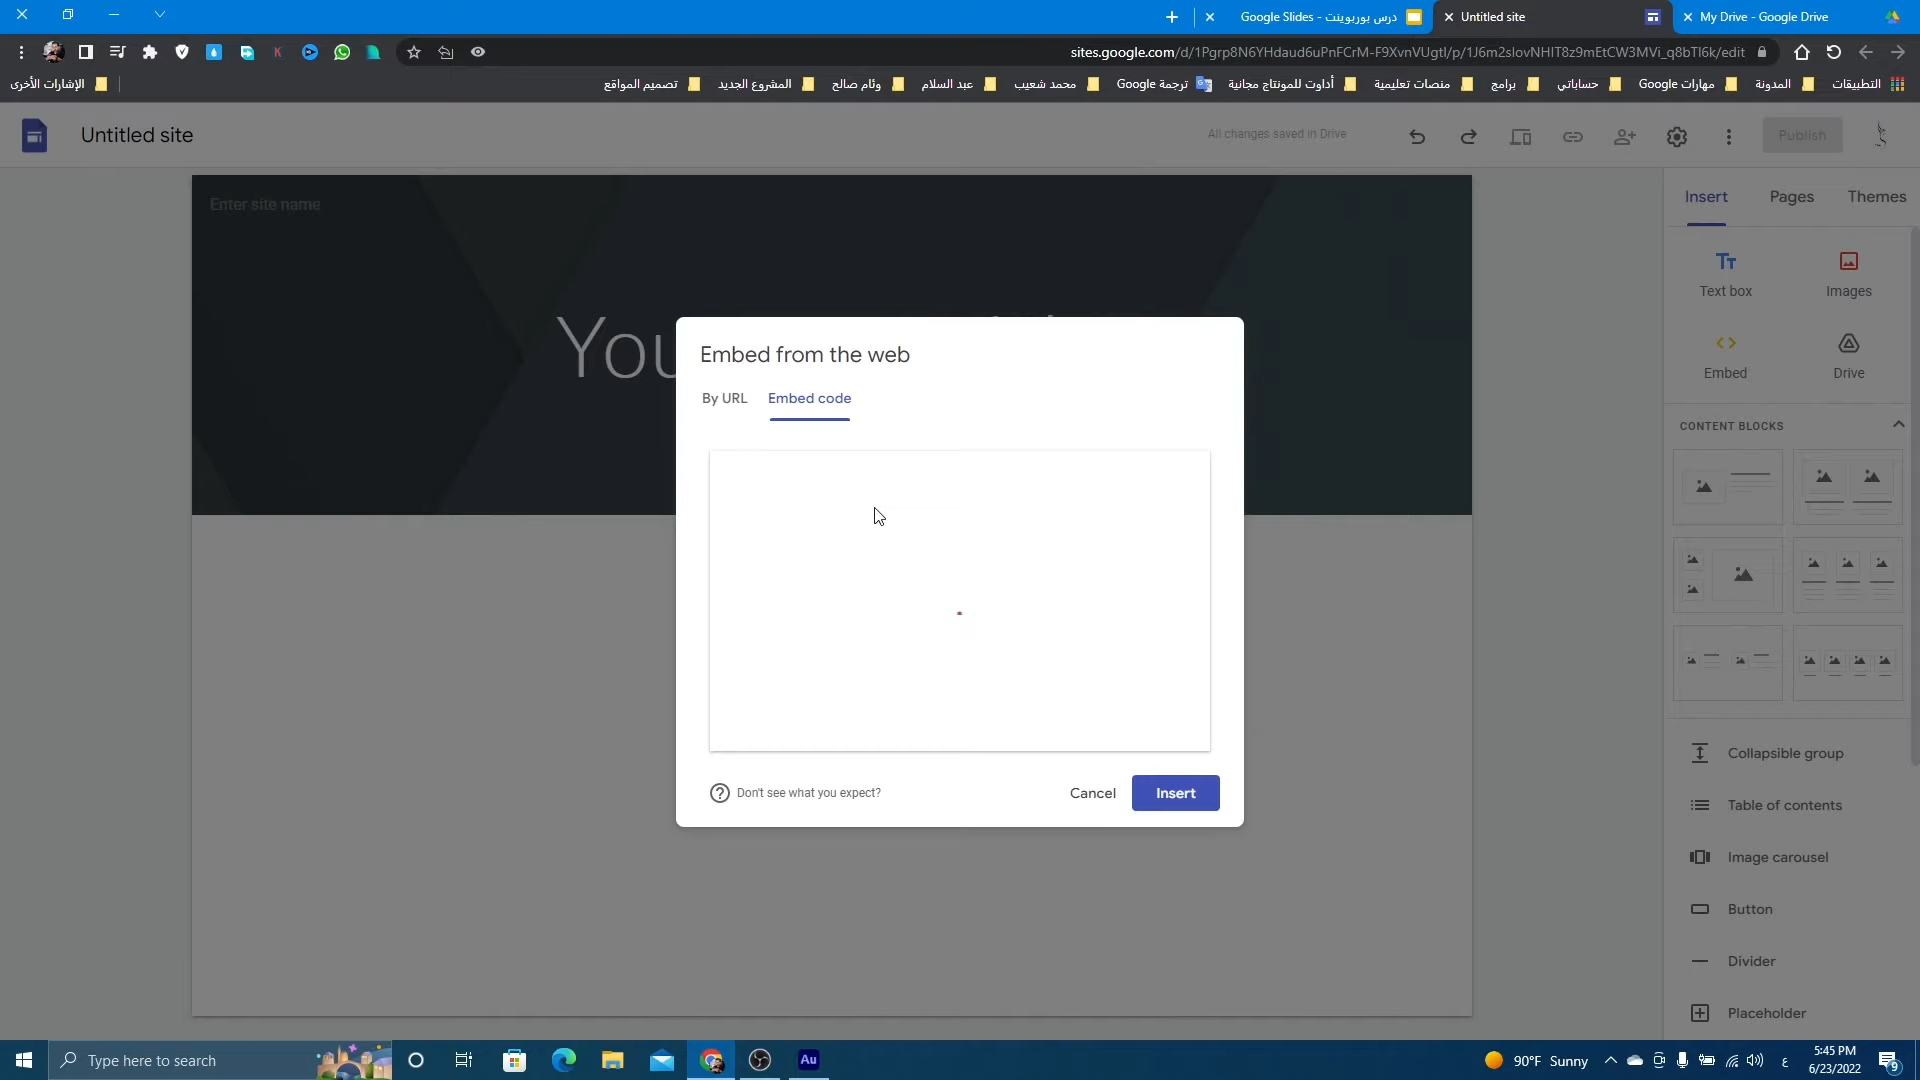 Google Slides - درس بوربوينت
Untitled site
My Drive - Google Drive
sites.google.com/d/1Pgrp8N6YHdaud6uPnFCrM-F9XvnVUgtI/p/1J6m2slovNHIT8z9mEtCW3MVi_q8bTI6k/edit
التطبيقات
المدونة
مهارات Google
حساباتي
برامج
منصات تعليمية
أدوات للمونتاج مجانية
ترجمة Google
محمد شعيب
عبد السلام
وئام صالح
المشروع الجديد
تصميم المواقع
الإشارات الأخرى
Untitled site
All changes saved in Drive
Publish
Enter site name
You
Insert
Pages
Themes
Text box
Images
Embed
Drive
CONTENT BLOCKS
Collapsible group
Table of contents
Image carousel
Button
Divider
Placeholder
Embed from the web
By URL
Embed code
Don't see what you expect?
Cancel
Insert
Type here to search
Au
90°F Sunny
ع
5:45 PM
6/23/2022
9